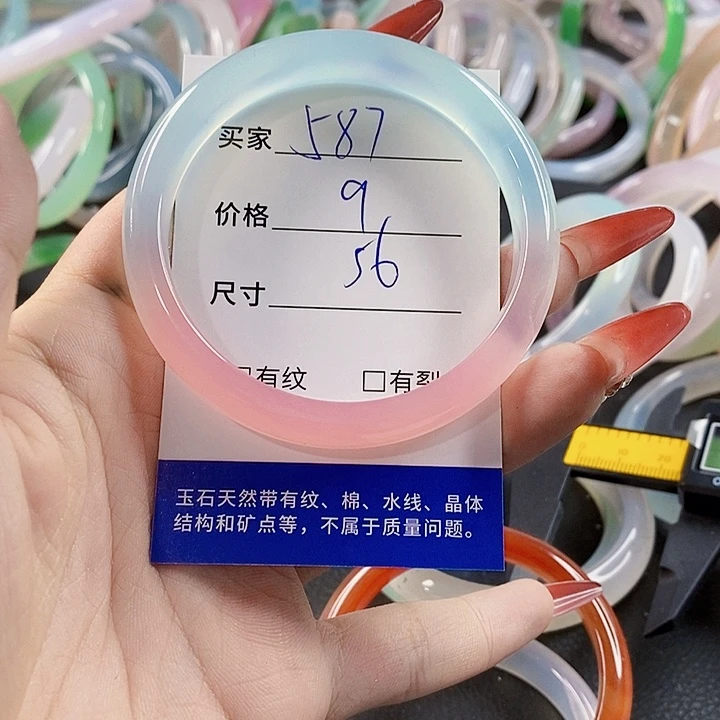 买家 587
价格 9
尺寸 56
有纹 □有裂
玉石天然带有纹、棉、水线、晶体
结构和矿点等，不属于质量问题。